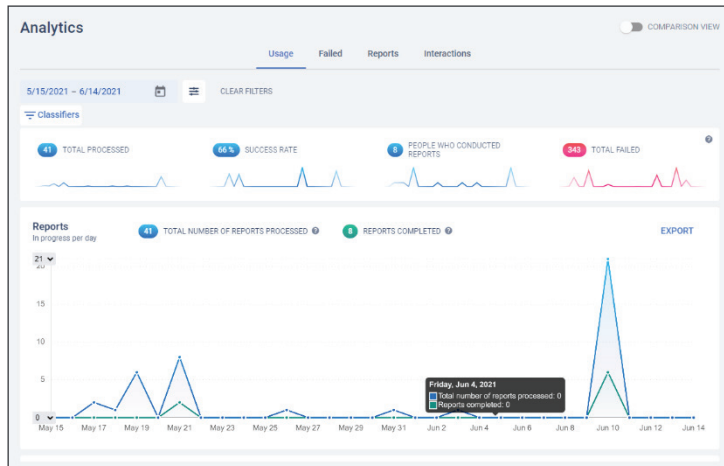 Analytics
COMPARISON VIEW
Usage Failed Reports Interactions
5/15/2021 – 6/14/2021 CLEAR FILTERS
Classifiers
41 TOTAL PROCESSED 66% SUCCESS RATE 8 PEOPLE WHO CONDUCTED REPORTS 343 TOTAL FAILED
Reports
In progress per day
41 TOTAL NUMBER OF REPORTS PROCESSED 8 REPORTS COMPLETED EXPORT
21
20
15
10
5
Friday, Jun 4, 2021
Total number of reports processed: 0
Reports completed: 0
0
May 15 May 17 May 19 May 21 May 23 May 25 May 27 May 29 May 31 Jun 2 Jun 4 Jun 6 Jun 8 Jun 10 Jun 12 Jun 14